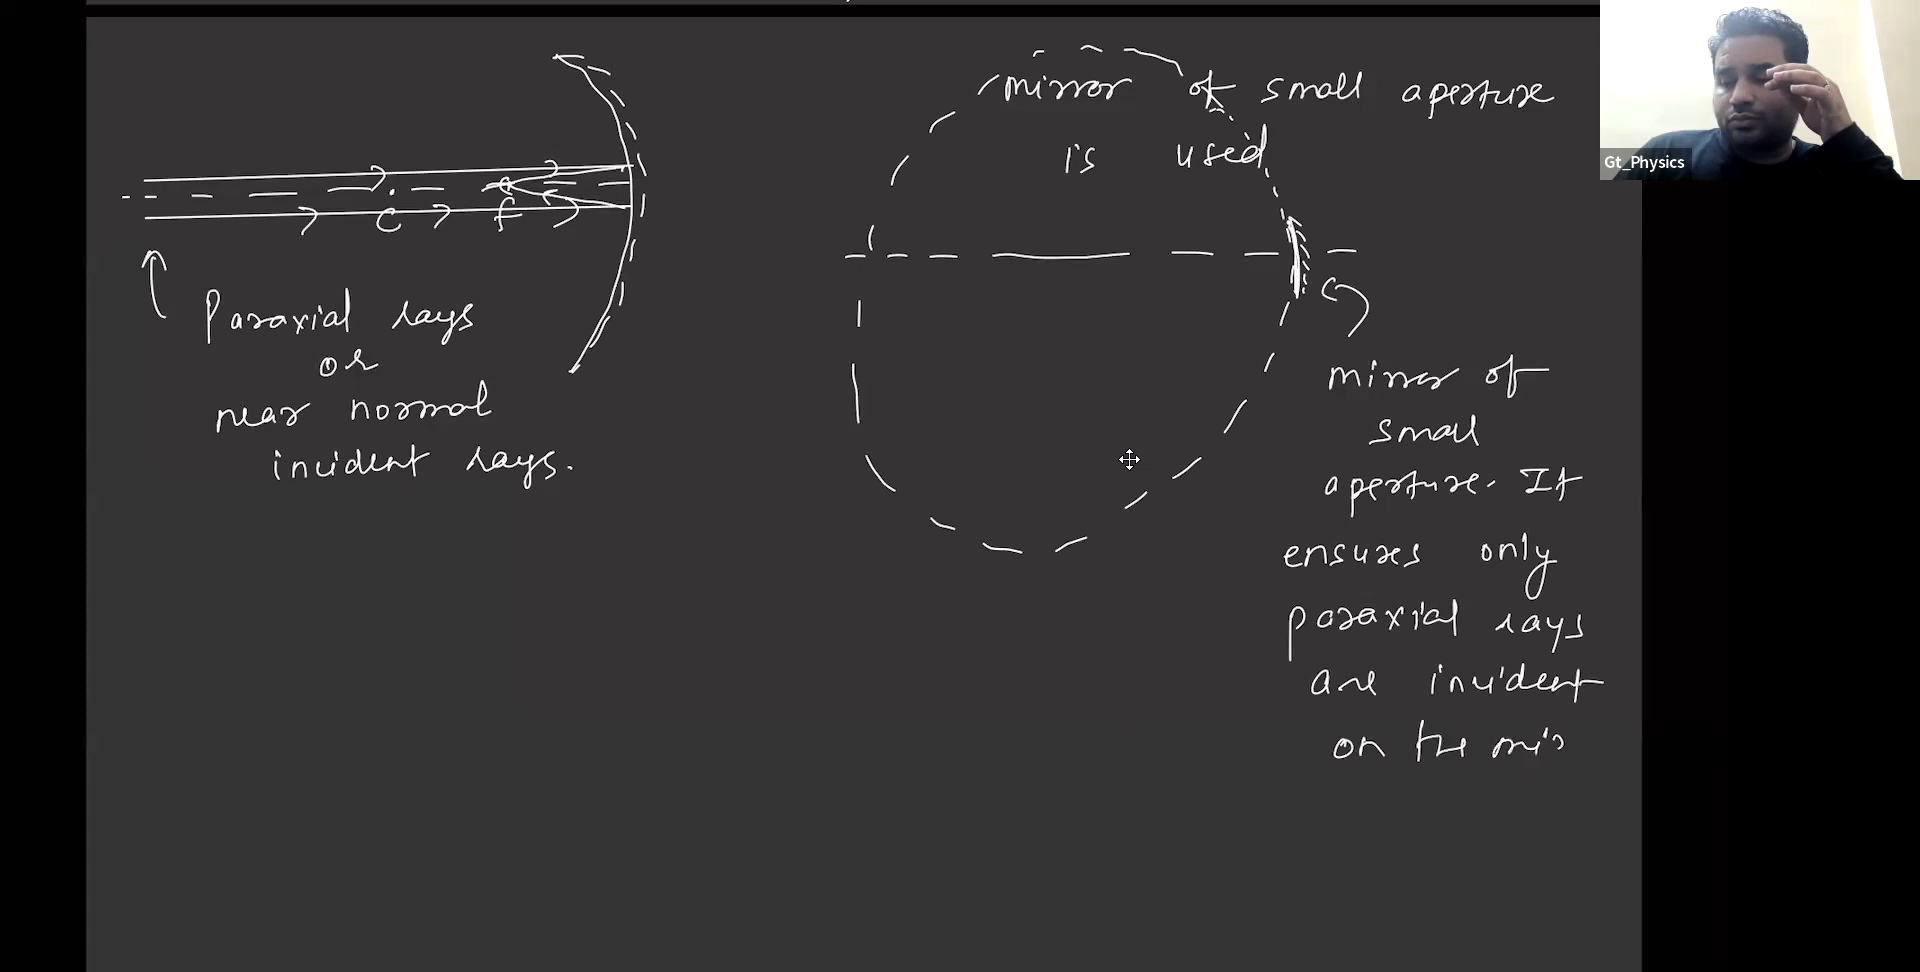 C f
Paraxial rays
or
near normal
incident rays.
mirror of small aperture
is used
mirror of
small
aperture. It
ensures only
paraxial rays
are incident
on the
Gt_Physics